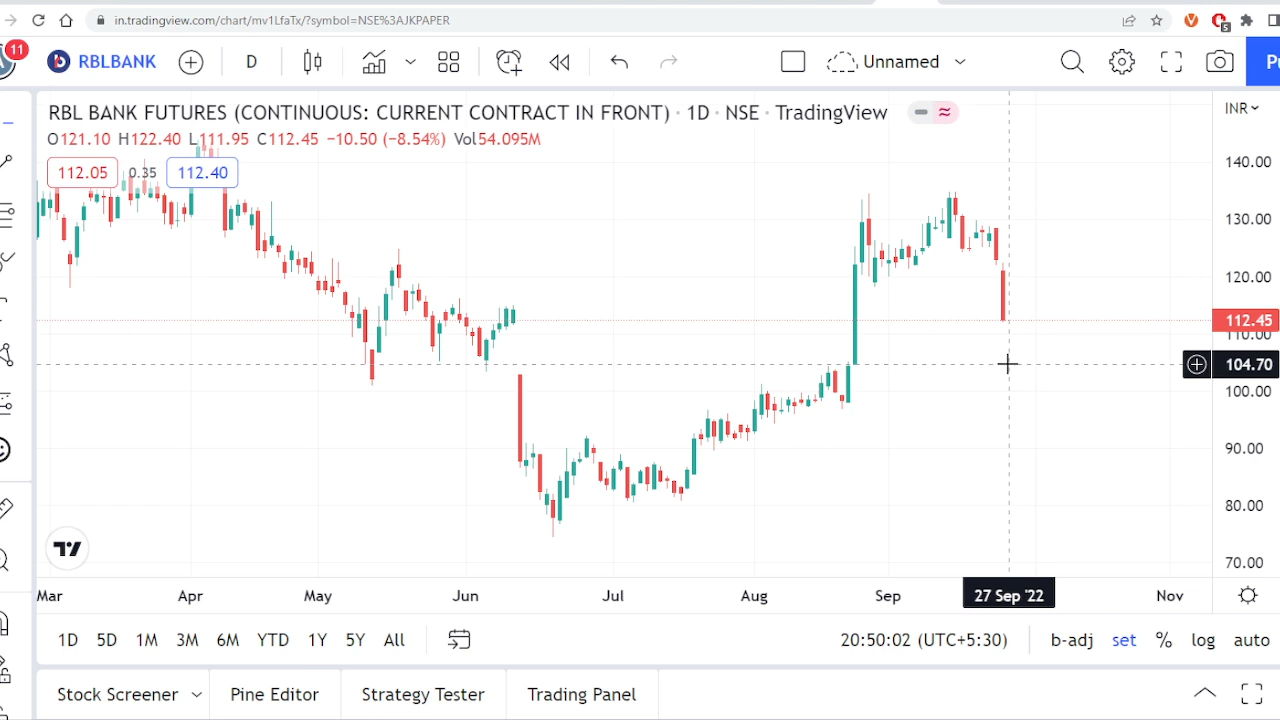 in.tradingview.com/chart/mv1LfaTx/?symbol=NSE%3AJKPAPER
5
11
RBLBANK
D
Unnamed
RBL BANK FUTURES (CONTINUOUS: CURRENT CONTRACT IN FRONT) · 1D · NSE · TradingView
INR
O121.10 H122.40 L111.95 C112.45 −10.50 (−8.54%) Vol54.095M
112.05 0.35 112.40
140.00
130.00
120.00
112.45
110.00
104.70
100.00
90.00
80.00
70.00
Mar Apr May Jun Jul Aug Sep 27 Sep '22 Nov
1D 5D 1M 3M 6M YTD 1Y 5Y All 20:50:02 (UTC+5:30) b-adj set % log auto
Stock Screener Pine Editor Strategy Tester Trading Panel